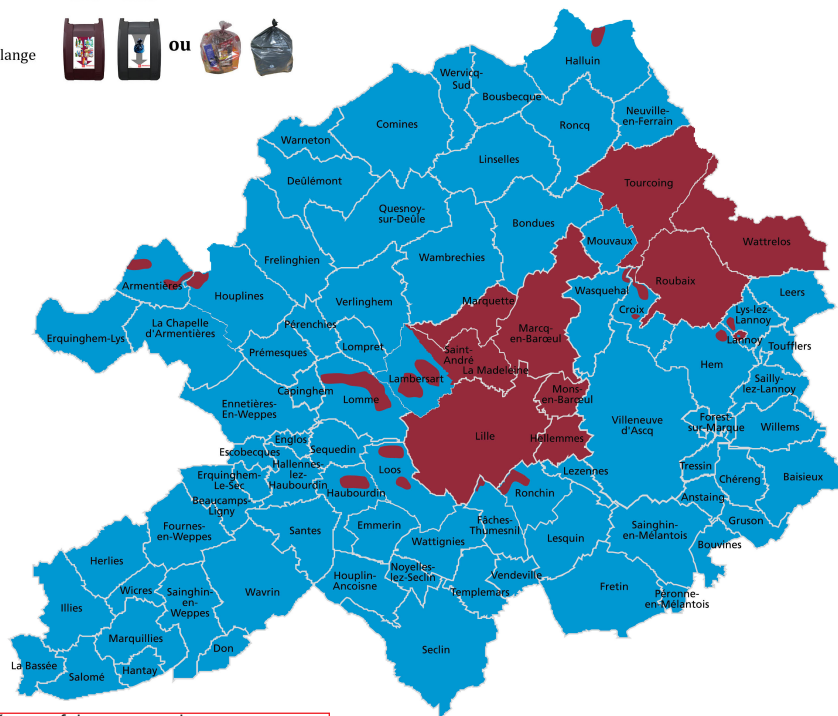 lange
ou
Halluin
Wervicq-
Sud
Bousbecque
Neuville-
en-Ferrain
Comines
Roncq
Warneton
Linselles
Deûlémont
Tourcoing
Quesnoy-
sur-Deûle
Bondues
Mouvaux
Wattrelos
Frelinghien
Wambrechies
Roubaix
Armentières
Houplines
Wasquehal
Leers
Verlinghem
Marquette
Croix
Lys-lez-
Lannoy
Erquinghem-Lys
La Chapelle
d'Armentières
Pérenchies
Marcq-
en-Barœul
Lannoy
Toufflers
Prémesques
Lompret
Saint-
André
La Madeleine
Hem
Lambersart
Sailly-
lez-Lannoy
Capinghem
Lomme
Mons-
en-Barœul
Ennetières-
En-Weppes
Villeneuve
d'Ascq
Forest-
sur-Marque
Willems
Englos
Lille
Hellemmes
Escobecques
Sequedin
Hallennes-
lez-
Haubourdin
Loos
Lezennes
Tressin
Erquinghem-
Le-Sec
Chéreng
Baisieux
Haubourdin
Ronchin
Anstaing
Beaucamps-
Ligny
Fournes-
en-Weppes
Santes
Emmerin
Fâches-
Thumesnil
Sainghin-
en-Mélantois
Gruson
Wattignies
Lesquin
Bouvines
Herlies
Houplin-
Ancoisne
Noyelles-
lez-Seclin
Vendeville
Wicres
Sainghin-
en-
Weppes
Wavrin
Templemars
Fretin
Péronne-
en-Mélantois
Illies
Marquillies
Don
Seclin
La Bassée
Hantay
Salomé